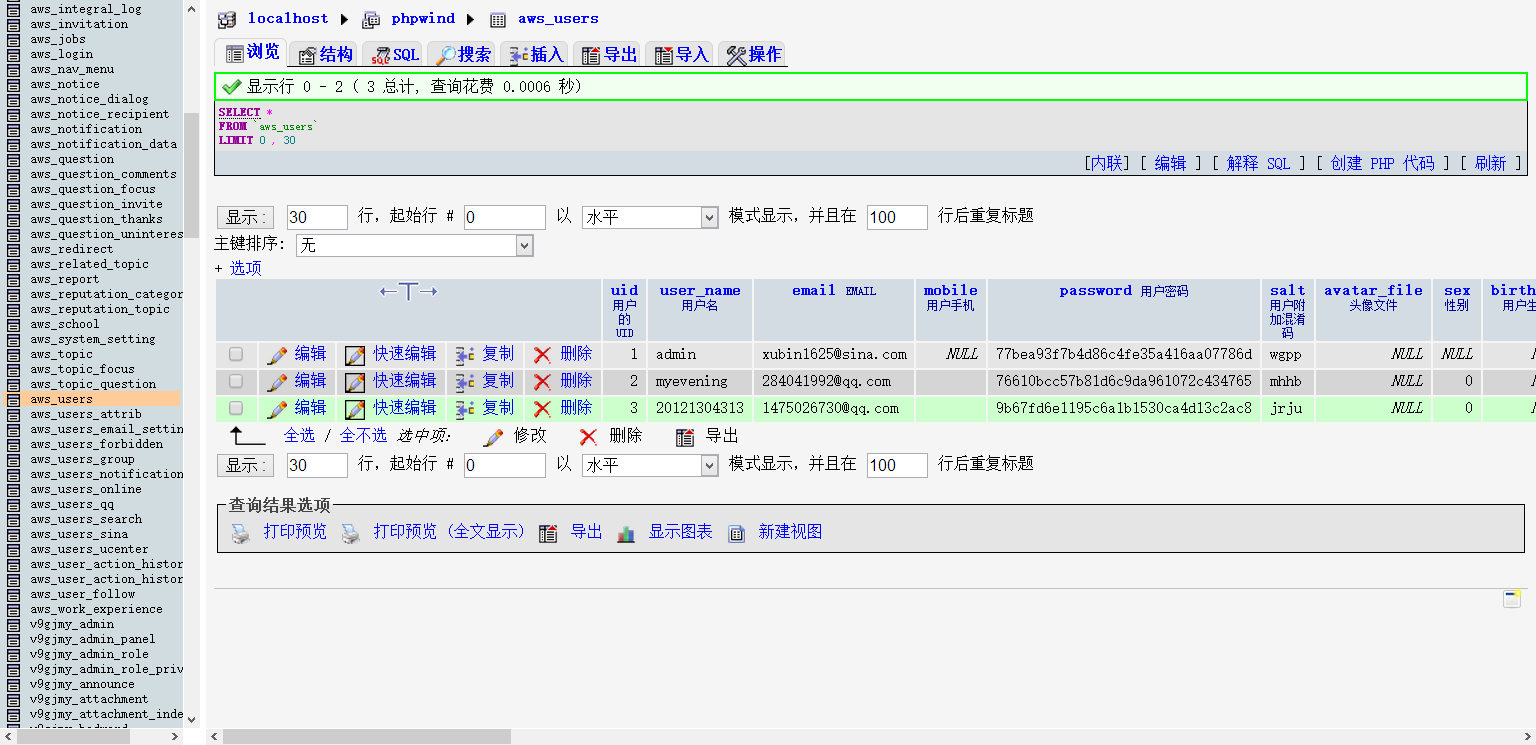 aws_integral_log
aws_invitation
aws_jobs
aws_login
aws_nav_menu
aws_notice
aws_notice_dialog
aws_notice_recipient
aws_notification
aws_notification_data
aws_question
aws_question_comments
aws_question_focus
aws_question_invite
aws_question_thanks
aws_question_uninteres
aws_redirect
aws_related_topic
aws_report
aws_reputation_categor
aws_reputation_topic
aws_school
aws_system_setting
aws_topic
aws_topic_focus
aws_topic_question
aws_users
aws_users_attrib
aws_users_email_settin
aws_users_forbidden
aws_users_group
aws_users_notification
aws_users_online
aws_users_qq
aws_users_search
aws_users_sina
aws_users_ucenter
aws_user_action_histor
aws_user_action_histor
aws_user_follow
aws_work_experience
v9gjmy_admin
v9gjmy_admin_panel
v9gjmy_admin_role
v9gjmy_admin_role_priv
v9gjmy_announce
v9gjmy_attachment
v9gjmy_attachment_inde
localhost ▶ phpwind ▶ aws_users
浏览 结构 SQL 搜索 插入 导出 导入 操作
显示行 0 - 2 ( 3 总计, 查询花费 0.0006 秒)
SELECT *
FROM `aws_users`
LIMIT 0 , 30
[内联] [ 编辑 ] [ 解释 SQL ] [ 创建 PHP 代码 ] [ 刷新 ]
显示 : 30 行, 起始行 # 0 以 水平 模式显示, 并且在 100 行后重复标题
主键排序: 无
+ 选项
←T→ uid 用户的UID user_name 用户名 email EMAIL mobile 用户手机 password 用户密码 salt 用户附加混淆码 avatar_file 头像文件 sex 性别 birth 用户生
编辑 快速编辑 复制 删除 1 admin xubin1625@sina.com NULL 77bea93f7b4d86c4fe35a416aa07786d wgpp NULL NULL
编辑 快速编辑 复制 删除 2 myevening 284041992@qq.com 76610bcc57b81d6c9da961072c434765 mhhb NULL 0
编辑 快速编辑 复制 删除 3 20121304313 1475026730@qq.com 9b67fd6e1195c6a1b1530ca4d13c2ac8 jrju NULL 0
全选 / 全不选 选中项: 修改 删除 导出
显示 : 30 行, 起始行 # 0 以 水平 模式显示, 并且在 100 行后重复标题
查询结果选项
打印预览 打印预览 (全文显示) 导出 显示图表 新建视图